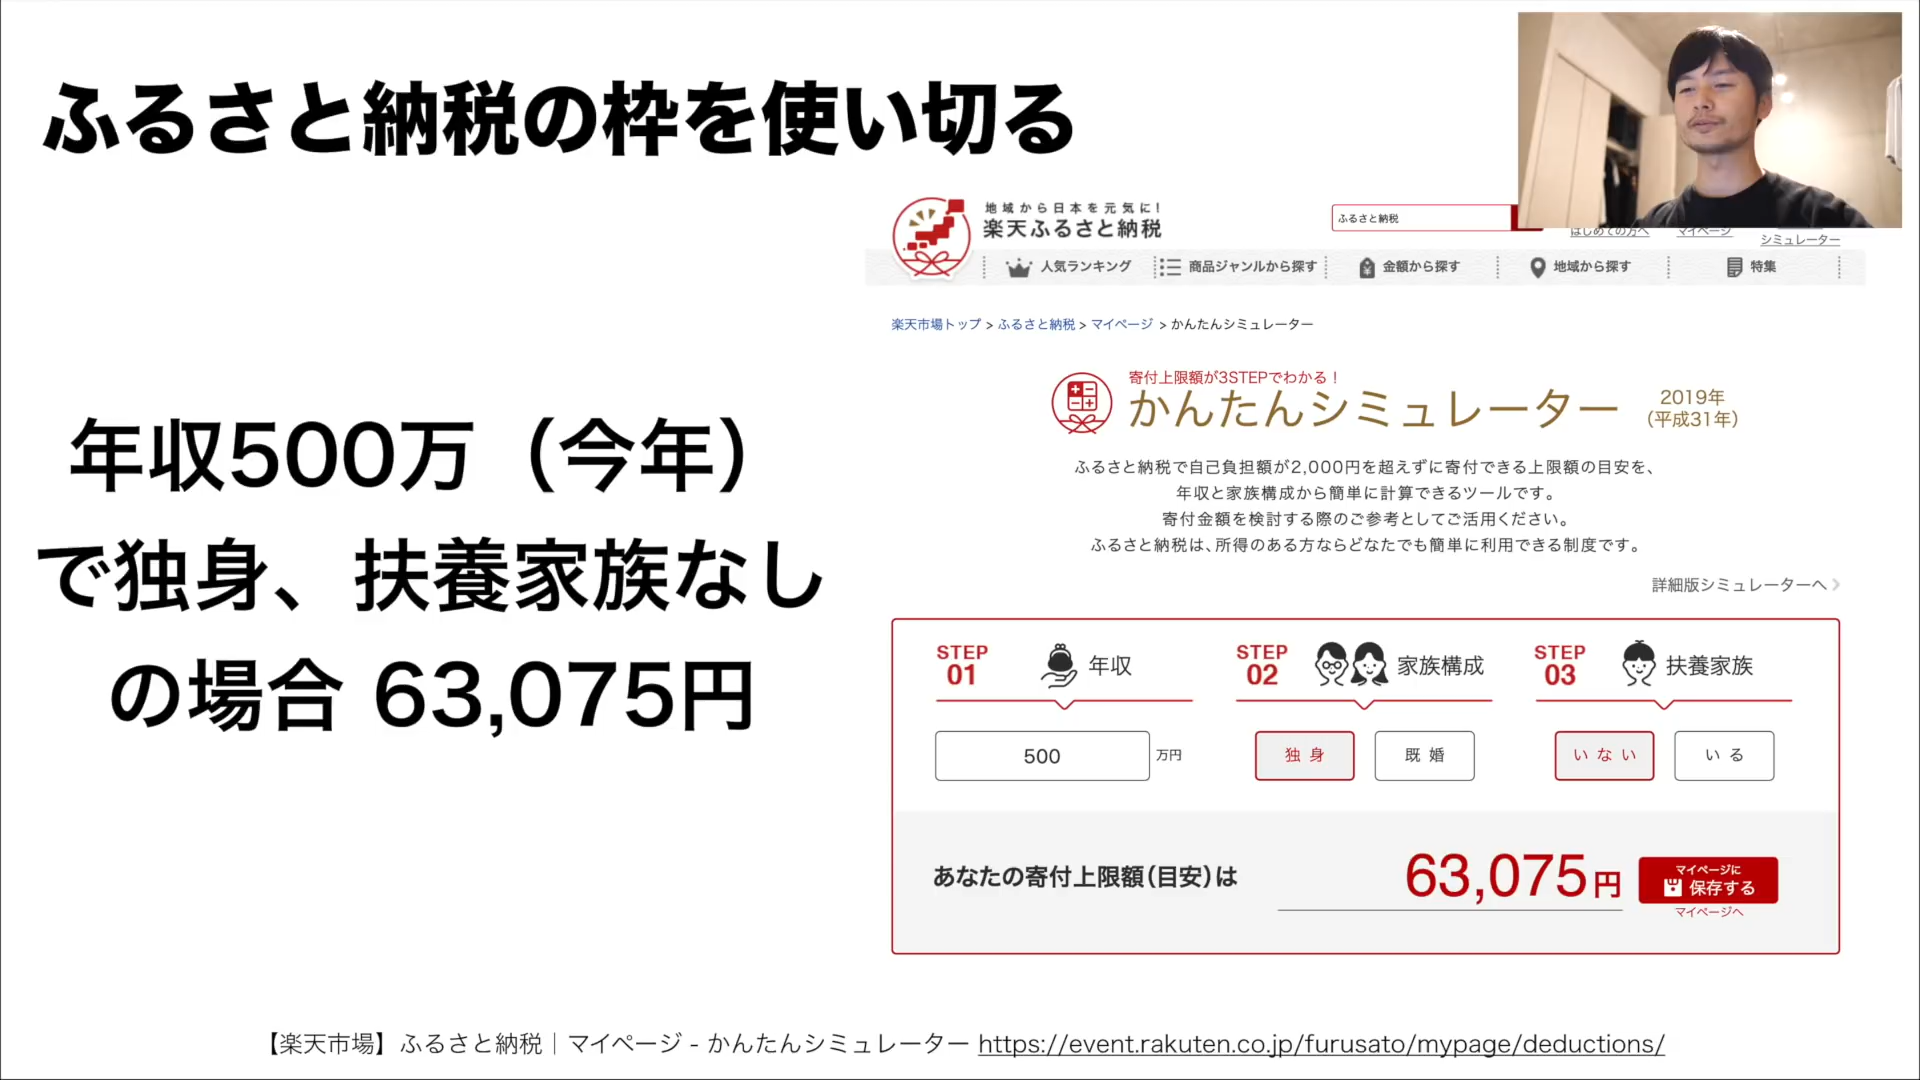 ふるさと納税の枠を使い切る
年収500万（今年）
で独身、扶養家族なし
の場合 63,075円
地域から日本を元気に！
楽天ふるさと納税
ふるさと納税
はじめての方へ
マイページ
シミュレーター
人気ランキング
商品ジャンルから探す
金額から探す
地域から探す
特集
楽天市場トップ > ふるさと納税 > マイページ > かんたんシミュレーター
寄付上限額が3STEPでわかる！
かんたんシミュレーター
2019年
（平成31年）
ふるさと納税で自己負担額が2,000円を超えずに寄付できる上限額の目安を、
年収と家族構成から簡単に計算できるツールです。
寄付金額を検討する際のご参考としてご活用ください。
ふるさと納税は、所得のある方ならどなたでも簡単に利用できる制度です。
詳細版シミュレーターへ
STEP 01 年収
500 万円
STEP 02 家族構成
独身 既婚
STEP 03 扶養家族
いない いる
あなたの寄付上限額（目安）は
63,075円
マイページに
保存する
マイページへ
【楽天市場】ふるさと納税｜マイページ - かんたんシミュレーター https://event.rakuten.co.jp/furusato/mypage/deductions/